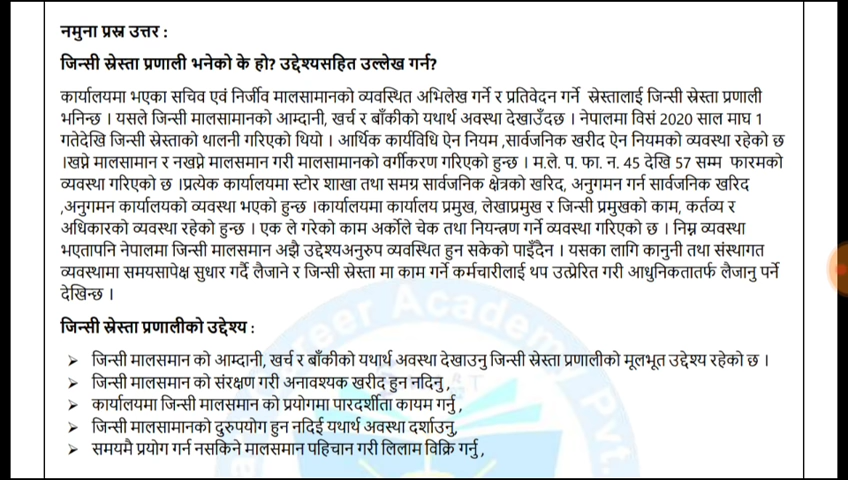 नमुना प्रस्न उत्तर :
जिन्सी स्रेस्ता प्रणाली भनेको के हो? उद्देश्यसहित उल्लेख गर्न?
कार्यालयमा भएका सचिव एवं निर्जीव मालसामानको व्यवस्थित अभिलेख गर्ने र प्रतिवेदन गर्ने स्रेस्तालाई जिन्सी स्रेस्ता प्रणाली
भनिन्छ । यसले जिन्सी मालसामानको आम्दानी, खर्च र बाँकीको यथार्थ अवस्था देखाउँदछ । नेपालमा विसं 2020 साल माघ 1
गतेदेखि जिन्सी स्रेस्ताको थालनी गरिएको थियो । आर्थिक कार्यविधि ऐन नियम ,सार्वजनिक खरीद ऐन नियमको व्यवस्था रहेको छ
।खप्ने मालसामान र नखप्ने मालसमान गरी मालसामानको वर्गीकरण गरिएको हुन्छ । म.ले. प. फा. न. 45 देखि 57 सम्म फारमको
व्यवस्था गरिएको छ ।प्रत्येक कार्यालयमा स्टोर शाखा तथा समग्र सार्वजनिक क्षेत्रको खरिद, अनुगमन गर्न सार्वजनिक खरिद
,अनुगमन कार्यालयको व्यवस्था भएको हुन्छ ।कार्यालयमा कार्यालय प्रमुख, लेखाप्रमुख र जिन्सी प्रमुखको काम, कर्तव्य र
अधिकारको व्यवस्था रहेको हुन्छ । एक ले गरेको काम अर्कोले चेक तथा नियन्त्रण गर्ने व्यवस्था गरिएको छ । निम्न व्यवस्था
भएतापनि नेपालमा जिन्सी मालसमान अझै उद्देश्यअनुरुप व्यवस्थित हुन सकेको पाइँदैन । यसका लागि कानुनी तथा संस्थागत
व्यवस्थामा समयसापेक्ष सुधार गर्दै लैजाने र जिन्सी स्रेस्ता मा काम गर्ने कर्मचारीलाई थप उत्प्रेरित गरी आधुनिकतातर्फ लैजानु पर्ने
देखिन्छ ।
जिन्सी स्रेस्ता प्रणालीको उद्देश्य :
➢ जिन्सी मालसमान को आम्दानी, खर्च र बाँकीको यथार्थ अवस्था देखाउनु जिन्सी स्रेस्ता प्रणालीको मूलभूत उद्देश्य रहेको छ ।
➢ जिन्सी मालसमान को संरक्षण गरी अनावश्यक खरीद हुन नदिनु ,
➢ कार्यालयमा जिन्सी मालसमान को प्रयोगमा पारदर्शीता कायम गर्नु ,
➢ जिन्सी मालसामानको दुरुपयोग हुन नदिई यथार्थ अवस्था दर्शाउनु,
➢ समयमै प्रयोग गर्न नसकिने मालसमान पहिचान गरी लिलाम विक्रि गर्नु ,